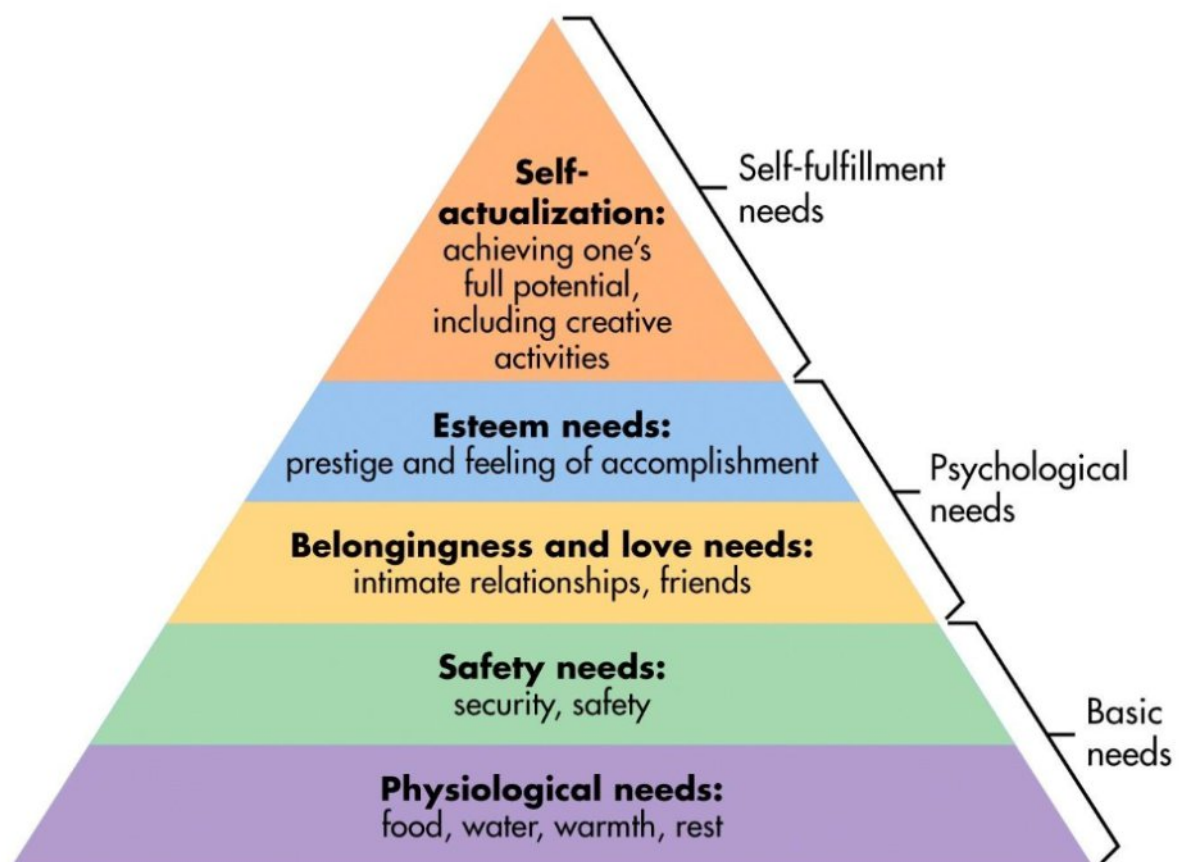 Self-
actualization:
achieving one's
full potential,
including creative
activities
Self-fulfillment
needs
Esteem needs:
prestige and feeling of accomplishment
Belongingness and love needs:
intimate relationships, friends
Psychological
needs
Safety needs:
security, safety
Physiological needs:
food, water, warmth, rest
Basic
needs